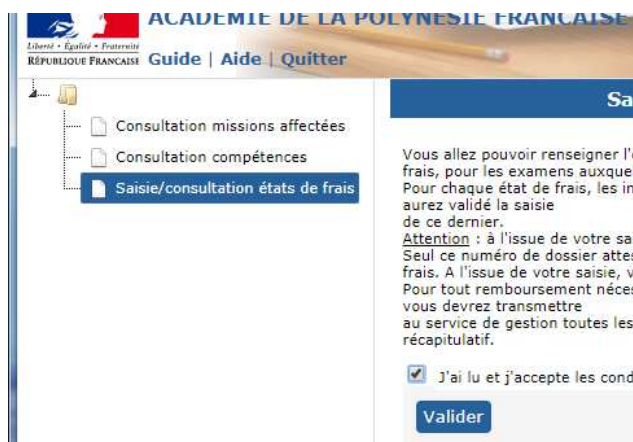 ACADEMIE DE LA POLYNESIE FRANCAISE
Liberté • Égalité • Fraternité
RÉPUBLIQUE FRANCAISE
Guide | Aide | Quitter
Consultation missions affectées
Consultation compétences
Saisie/consultation états de frais
Sa
Vous allez pouvoir renseigner l'
frais, pour les examens auxque
Pour chaque état de frais, les in
aurez validé la saisie
de ce dernier.
Attention : à l'issue de votre sa
Seul ce numéro de dossier attes
frais. A l'issue de votre saisie, v
Pour tout remboursement néces
vous devrez transmettre
au service de gestion toutes les
récapitulatif.
J'ai lu et j'accepte les cond
Valider